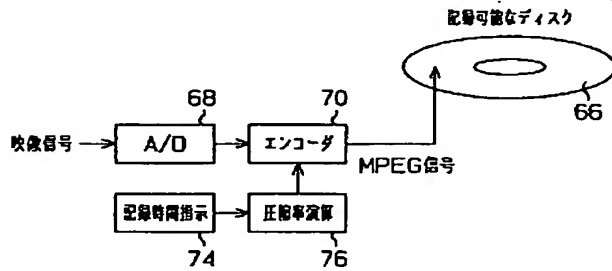 記録可能なディスク
68
70
66
映像信号
A/D
エンコーダ
MPEG信号
記録時間指示
圧縮率演算
74
76